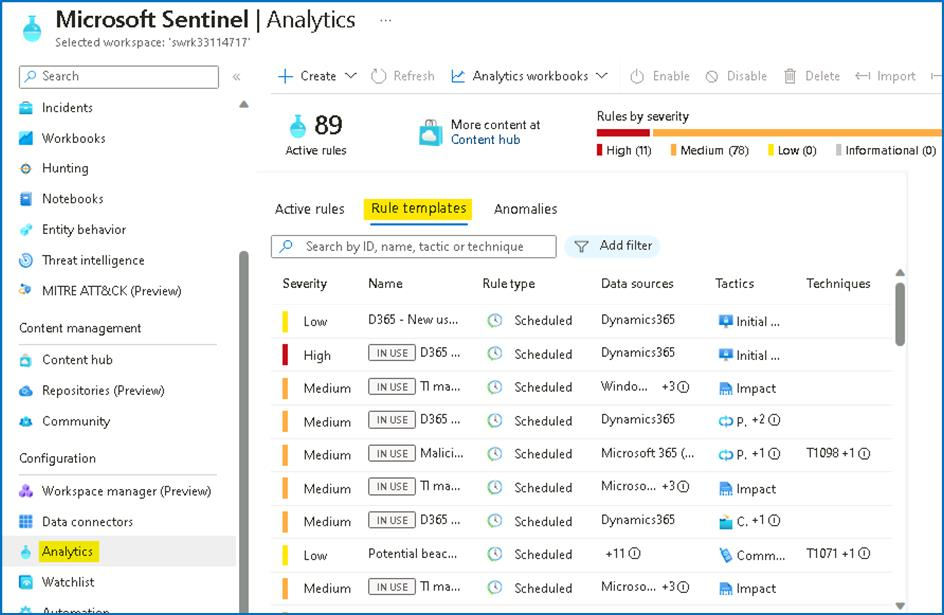 Microsoft Sentinel | Analytics ...
Selected workspace: 'swrk33114717'
Search «
Incidents
Workbooks
Hunting
Notebooks
Entity behavior
Threat intelligence
MITRE ATT&CK (Preview)
Content management
Content hub
Repositories (Preview)
Community
Configuration
Workspace manager (Preview)
Data connectors
Analytics
Watchlist
Automation
Create Refresh Analytics workbooks Enable Disable Delete Import
89
Active rules
More content at
Content hub
Rules by severity
High (11) Medium (78) Low (0) Informational (0)
Active rules Rule templates Anomalies
Search by ID, name, tactic or technique Add filter
Severity Name Rule type Data sources Tactics Techniques
Low D365 - New us... Scheduled Dynamics365 Initial ...
High IN USE D365 ... Scheduled Dynamics365 Initial ...
Medium IN USE TI ma... Scheduled Windo... +3 Impact
Medium IN USE D365 ... Scheduled Dynamics365 P. +2
Medium IN USE Malici... Scheduled Microsoft 365 (... P. +1 T1098 +1
Medium IN USE TI ma... Scheduled Microso... +3 Impact
Medium IN USE D365 ... Scheduled Dynamics365 C. +1
Low Potential beac... Scheduled +11 Comm... T1071 +1
Medium IN USE TI ma... Scheduled Microso... +3 Impact